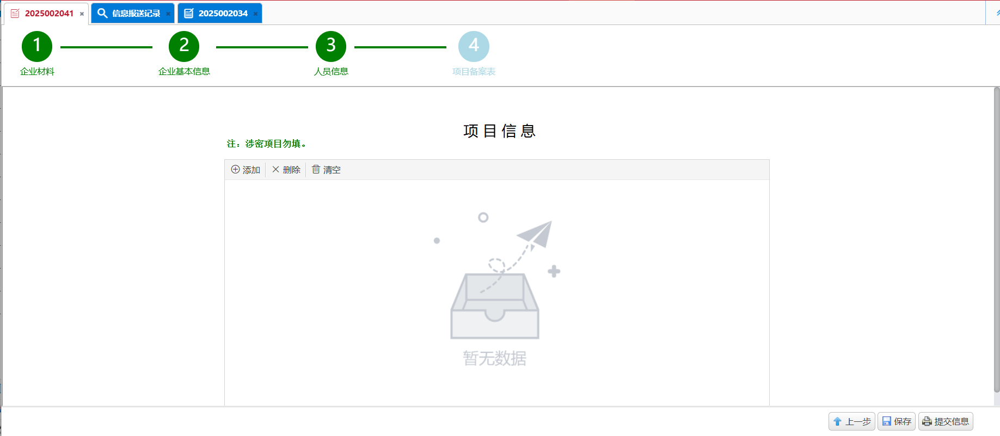 2025002041
信息报送记录
2025002034
1
2
3
4
企业材料
企业基本信息
人员信息
项目备案表
项目信息
注：涉密项目勿填。
添加
删除
清空
暂无数据
上一步
保存
提交信息